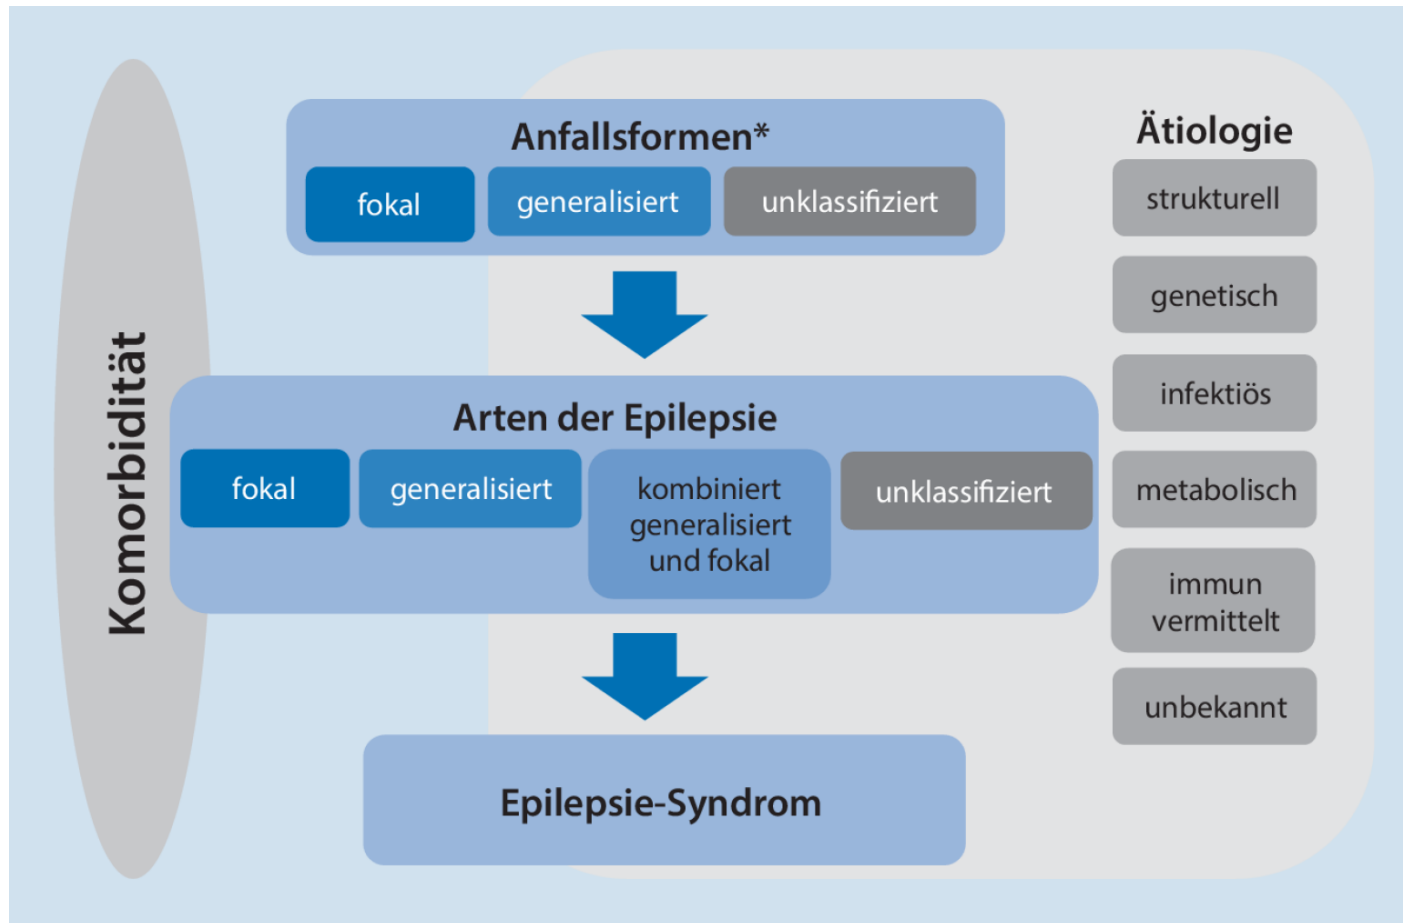 Komorbidität
Anfallsformen*
fokal
generalisiert
unklassifiziert
Arten der Epilepsie
fokal
generalisiert
kombiniert
generalisiert
und fokal
unklassifiziert
Epilepsie-Syndrom
Ätiologie
strukturell
genetisch
infektiös
metabolisch
immun
vermittelt
unbekannt